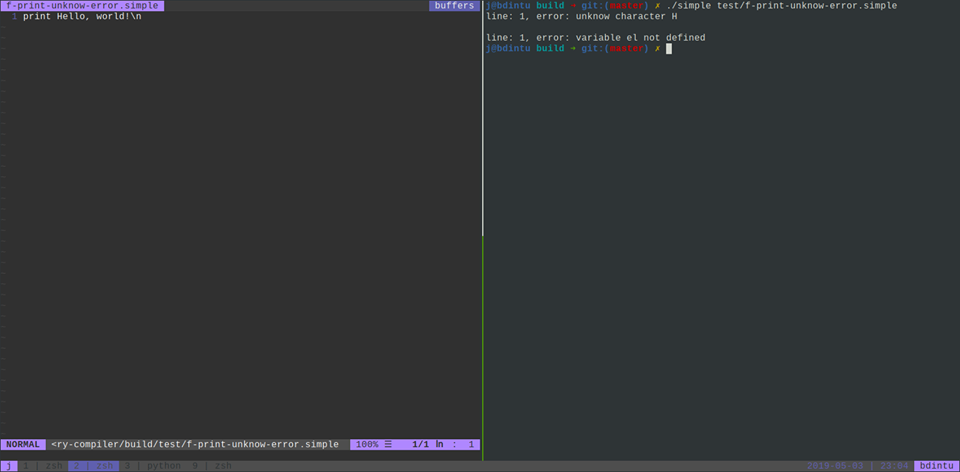 f-print-unknow-error.simple buffers
1 print Hello, world!\n
NORMAL <ry-compiler/build/test/f-print-unknow-error.simple 100% ☰ 1/1 ㏑ : 1
j@bdintu build ➜ git:(master) ✗ ./simple test/f-print-unknow-error.simple
line: 1, error: unknow character H
line: 1, error: variable el not defined
j@bdintu build ➜ git:(master) ✗
j 1 | zsh 2 | zsh 3 | python 9 | zsh 2019-05-03 | 23:04 bdintu